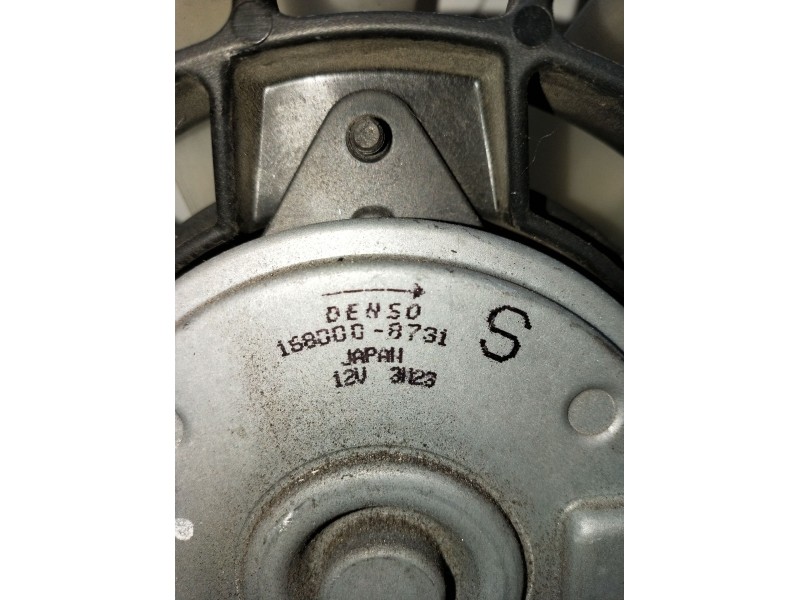 DENSO
168000-8731
JAPAN
12V 3H23
S